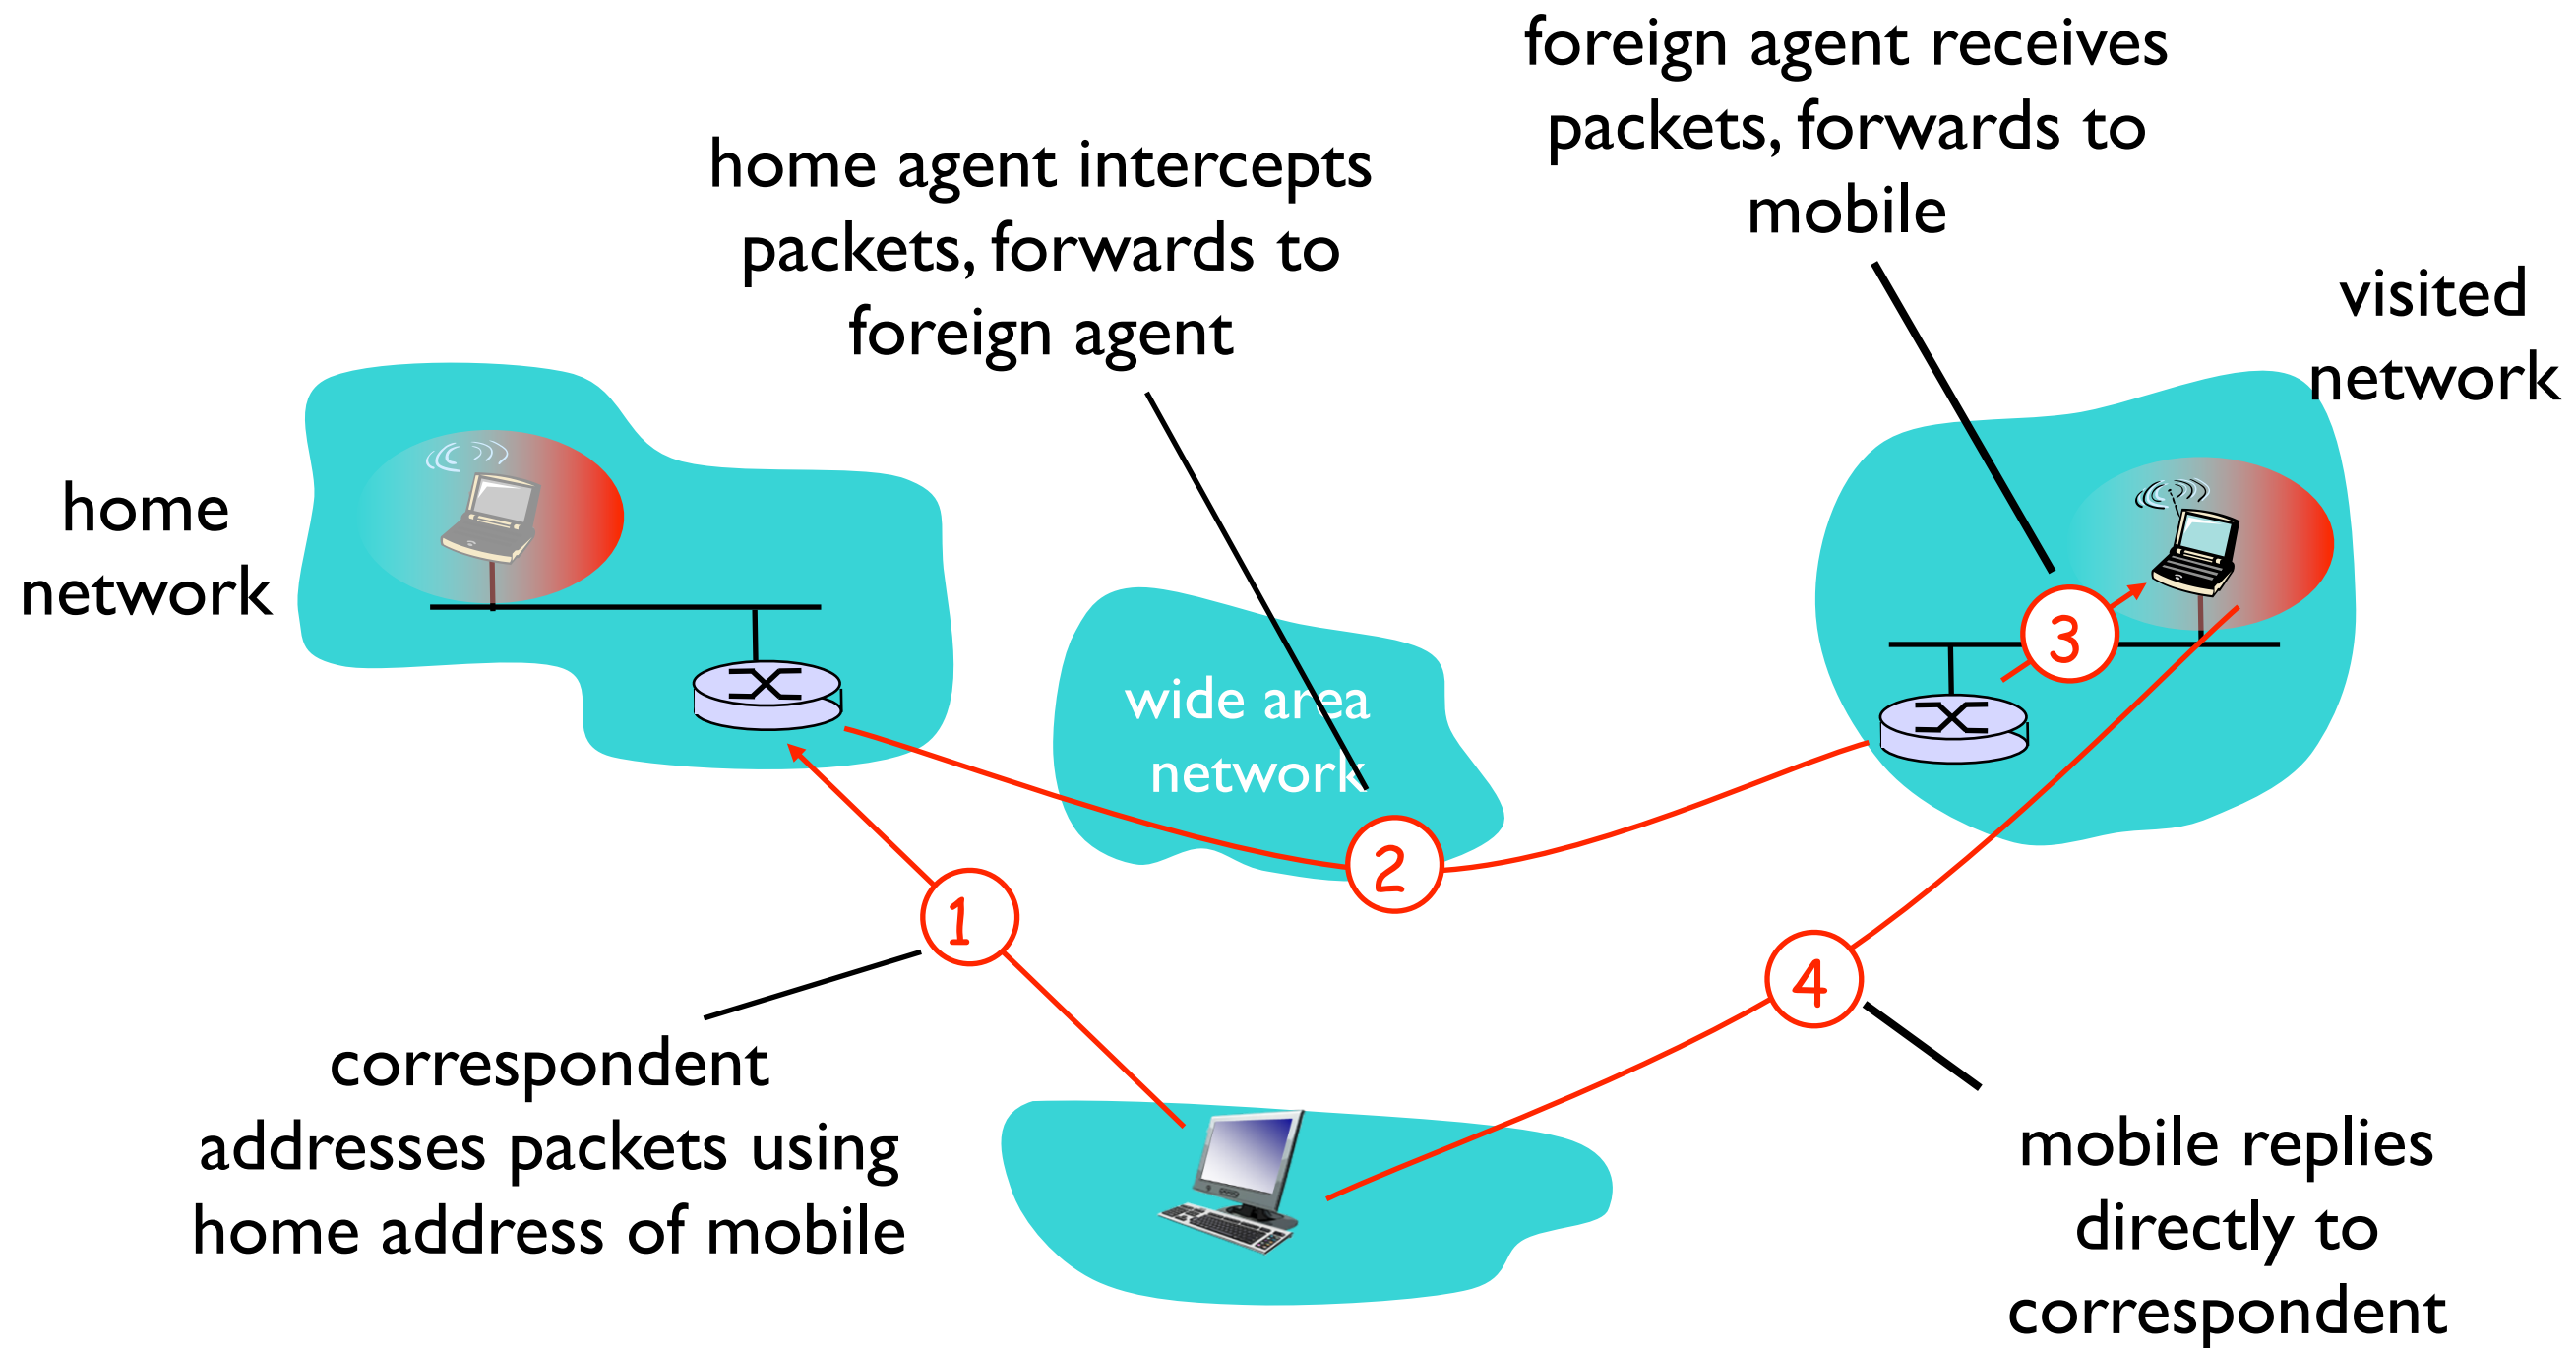 foreign agent receives
packets, forwards to
mobile
home agent intercepts
packets, forwards to
foreign agent
visited
network
home
network
wide area
network
3
2
1
4
correspondent
addresses packets using
home address of mobile
mobile replies
directly to
correspondent